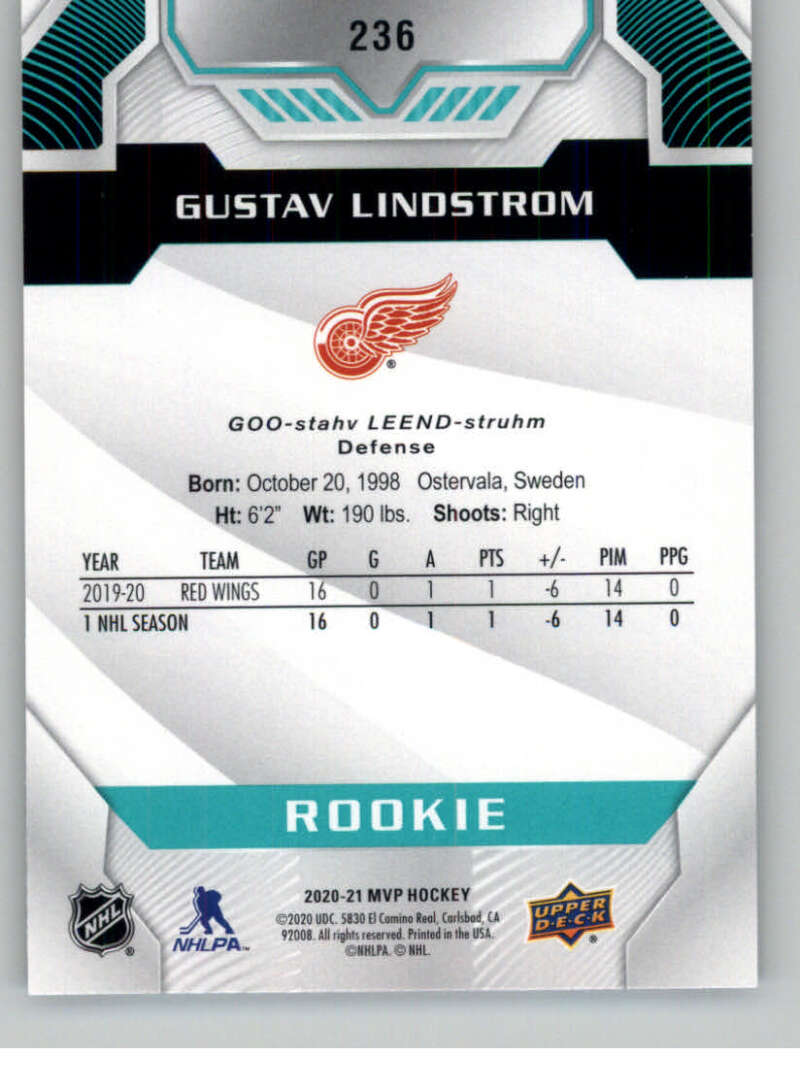 236
GUSTAV LINDSTROM
®
GOO-stahv LEEND-struhm
Defense
Born: October 20, 1998 Ostervala, Sweden
Ht: 6'2" Wt: 190 lbs. Shoots: Right
YEAR TEAM GP G A PTS +/- PIM PPG
2019-20 RED WINGS 16 0 1 1 -6 14 0
1 NHL SEASON 16 0 1 1 -6 14 0
ROOKIE
NHL ®
NHLPA™
2020-21 MVP HOCKEY
©2020 UDC. 5830 El Camino Real, Carlsbad, CA
92008. All rights reserved. Printed in the USA.
©NHLPA. © NHL.
UPPER
D·E·C·K ®